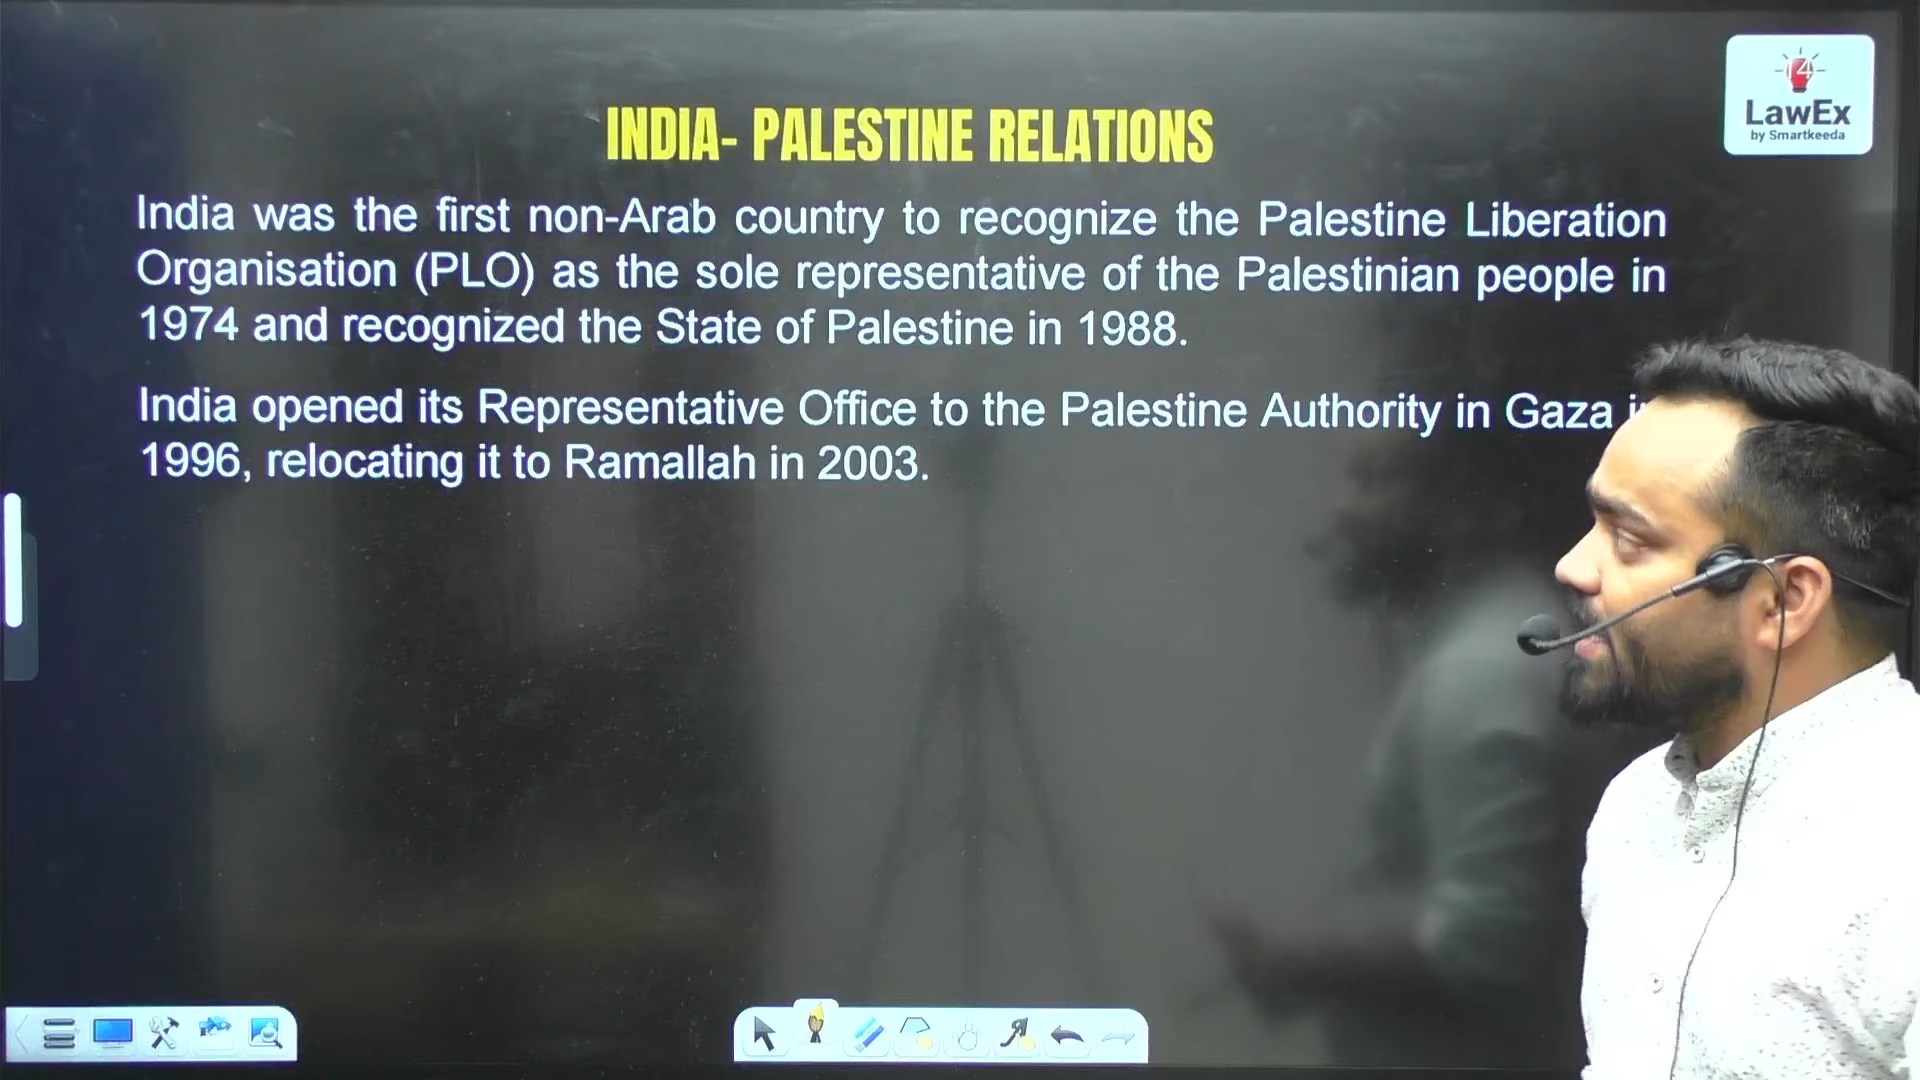 14
LawEx
by Smartkeeda
INDIA- PALESTINE RELATIONS
India was the first non-Arab country to recognize the Palestine Liberation
Organisation (PLO) as the sole representative of the Palestinian people in
1974 and recognized the State of Palestine in 1988.
India opened its Representative Office to the Palestine Authority in Gaza
1996, relocating it to Ramallah in 2003.